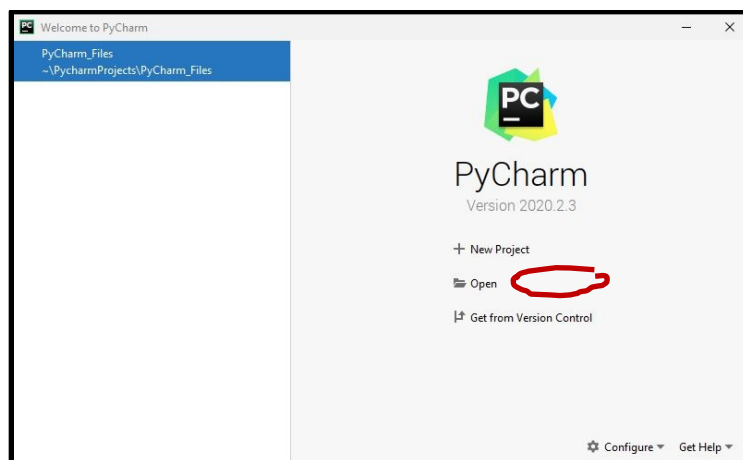 PC Welcome to PyCharm
PyCharm_Files
~\PycharmProjects\PyCharm_Files
PC
PyCharm
Version 2020.2.3
New Project
Open
Get from Version Control
Configure Get Help